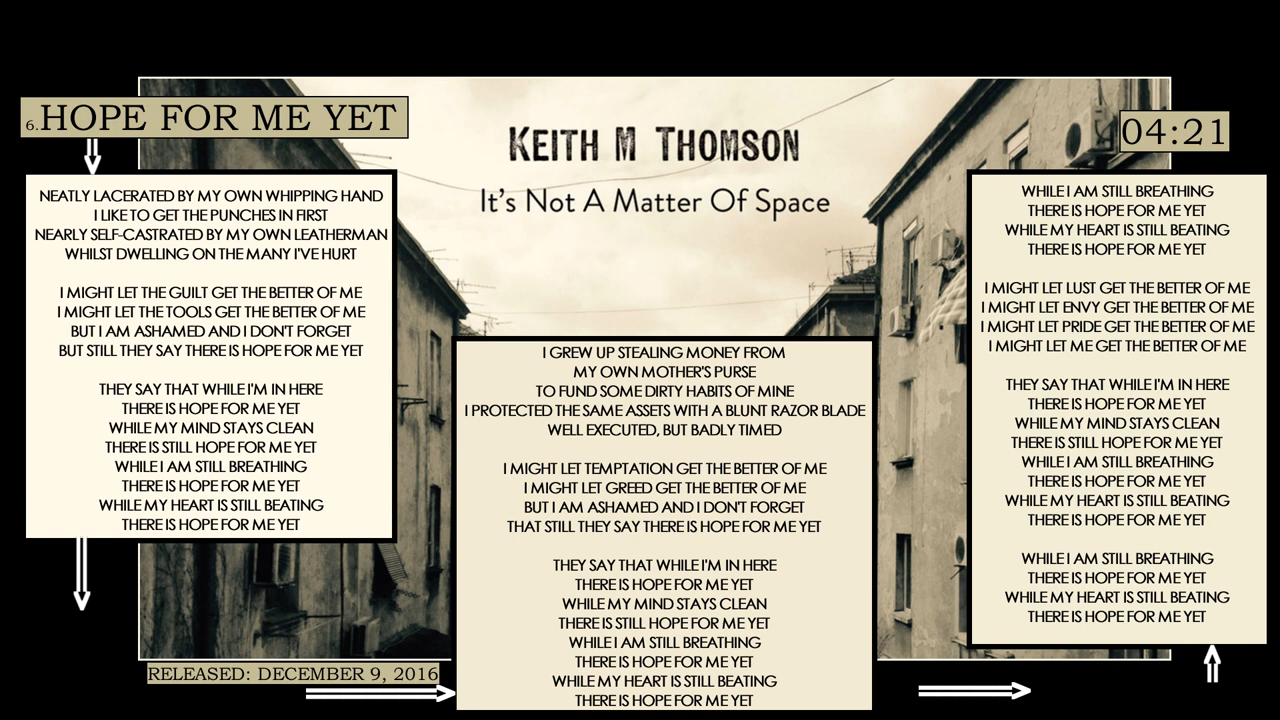 6.HOPE FOR ME YET
04:21
KEITH M THOMSON
It's Not A Matter Of Space
NEATLY LACERATED BY MY OWN WHIPPING HAND
I LIKE TO GET THE PUNCHES IN FIRST
NEARLY SELF-CASTRATED BY MY OWN LEATHERMAN
WHILST DWELLING ON THE MANY I'VE HURT
I MIGHT LET THE GUILT GET THE BETTER OF ME
I MIGHT LET THE TOOLS GET THE BETTER OF ME
BUT I AM ASHAMED AND I DON'T FORGET
BUT STILL THEY SAY THERE IS HOPE FOR ME YET
THEY SAY THAT WHILE I'M IN HERE
THERE IS HOPE FOR ME YET
WHILE MY MIND STAYS CLEAN
THERE IS STILL HOPE FOR ME YET
WHILE I AM STILL BREATHING
THERE IS HOPE FOR ME YET
WHILE MY HEART IS STILL BEATING
THERE IS HOPE FOR ME YET
RELEASED: DECEMBER 9, 2016
I GREW UP STEALING MONEY FROM
MY OWN MOTHER'S PURSE
TO FUND SOME DIRTY HABITS OF MINE
I PROTECTED THE SAME ASSETS WITH A BLUNT RAZOR BLADE
WELL EXECUTED, BUT BADLY TIMED
I MIGHT LET TEMPTATION GET THE BETTER OF ME
I MIGHT LET GREED GET THE BETTER OF ME
BUT I AM ASHAMED AND I DON'T FORGET
THAT STILL THEY SAY THERE IS HOPE FOR ME YET
THEY SAY THAT WHILE I'M IN HERE
THERE IS HOPE FOR ME YET
WHILE MY MIND STAYS CLEAN
THERE IS STILL HOPE FOR ME YET
WHILE I AM STILL BREATHING
THERE IS HOPE FOR ME YET
WHILE MY HEART IS STILL BEATING
THERE IS HOPE FOR ME YET
WHILE I AM STILL BREATHING
THERE IS HOPE FOR ME YET
WHILE MY HEART IS STILL BEATING
THERE IS HOPE FOR ME YET
I MIGHT LET LUST GET THE BETTER OF ME
I MIGHT LET ENVY GET THE BETTER OF ME
I MIGHT LET PRIDE GET THE BETTER OF ME
I MIGHT LET ME GET THE BETTER OF ME
THEY SAY THAT WHILE I'M IN HERE
THERE IS HOPE FOR ME YET
WHILE MY MIND STAYS CLEAN
THERE IS STILL HOPE FOR ME YET
WHILE I AM STILL BREATHING
THERE IS HOPE FOR ME YET
WHILE MY HEART IS STILL BEATING
THERE IS HOPE FOR ME YET
WHILE I AM STILL BREATHING
THERE IS HOPE FOR ME YET
WHILE MY HEART IS STILL BEATING
THERE IS HOPE FOR ME YET